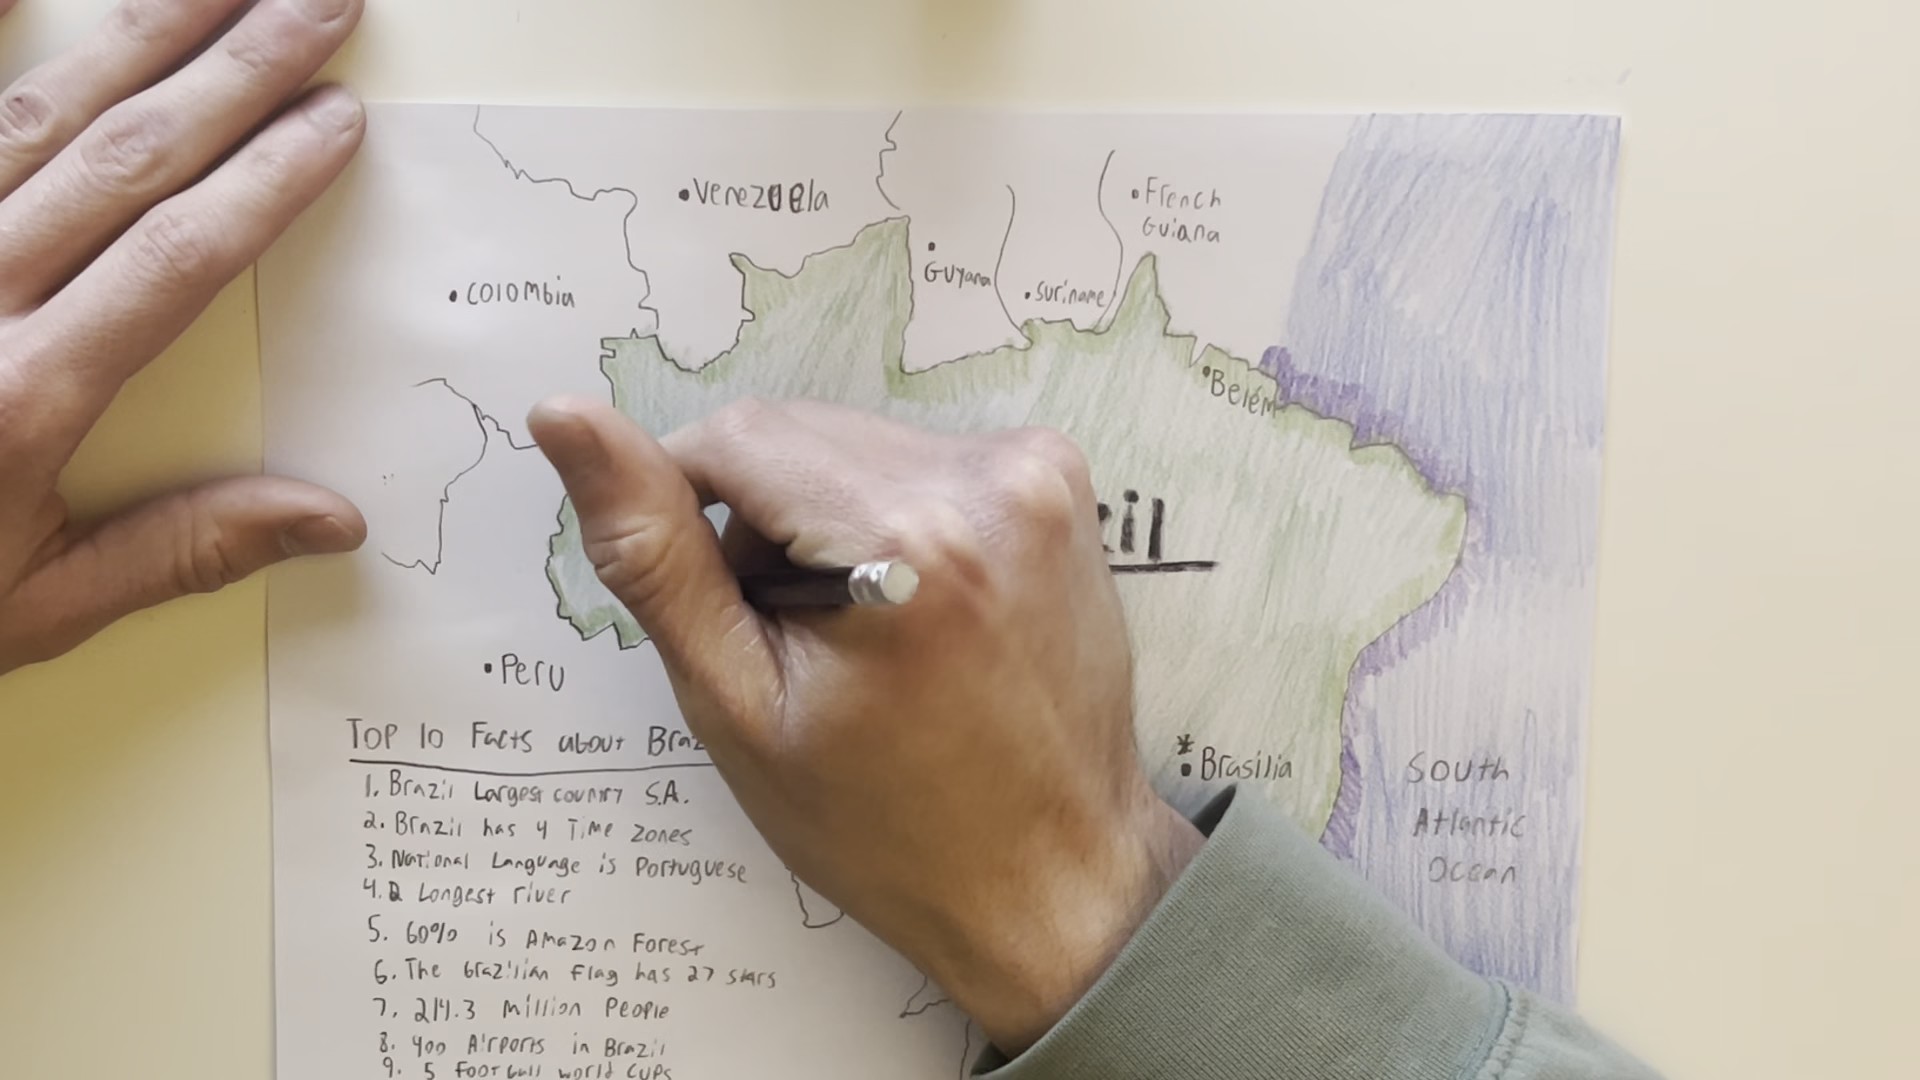 Venezuela
French
Guiana
Guyana
Suriname
Colombia
Belém
zil
Peru
Brasília
South
Atlantic
Ocean
Top 10 Facts about Braz
1. Brazil Largest country S.A.
2. Brazil has 4 Time Zones
3. National Language is Portuguese
4. 2 Longest river
5. 60% is Amazon Forest
6. The brazilian Flag has 27 stars
7. 214.3 Million People
8. 400 Airports in Brazil
9. 5 Football world Cups